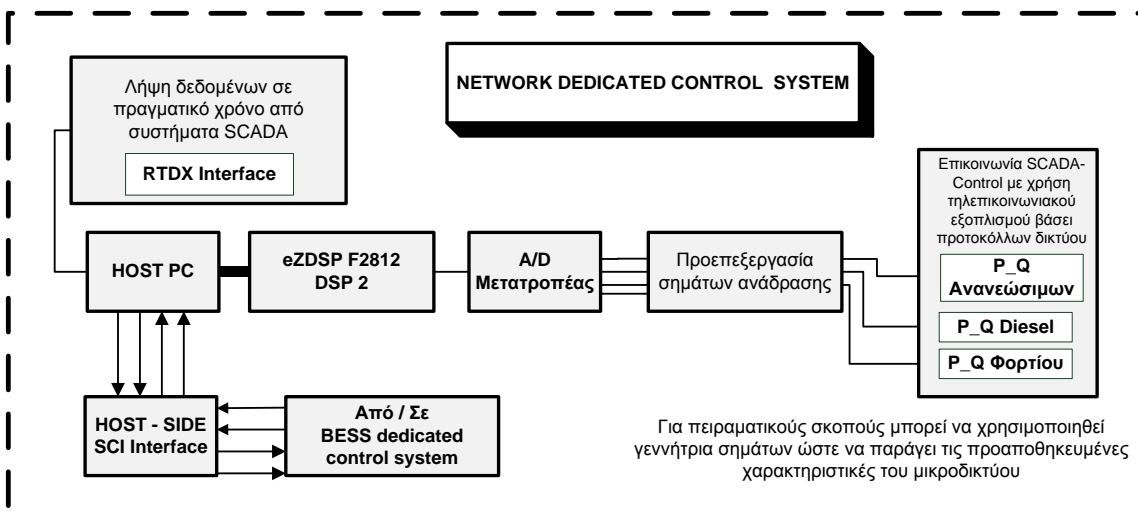 NETWORK DEDICATED CONTROL SYSTEM
Λήψη δεδομένων σε
πραγματικό χρόνο από
συστήματα SCADA
RTDX Interface
HOST PC
eZDSP F2812
DSP 2
A/D
Μετατροπέας
Προεπεξεργασία
σημάτων ανάδρασης
Επικοινωνία SCADA-
Control με χρήση
τηλεπικοινωνιακού
εξοπλισμού βάσει
προτοκόλλων δικτύου
P_Q
Ανανεώσιμων
P_Q Diesel
P_Q Φορτίου
HOST - SIDE
SCI Interface
Από / Σε
BESS dedicated
control system
Για πειραματικούς σκοπούς μπορεί να χρησιμοποιηθεί
γεννήτρια σημάτων ώστε να παράγει τις προαποθηκευμένες
χαρακτηριστικές του μικροδικτύου